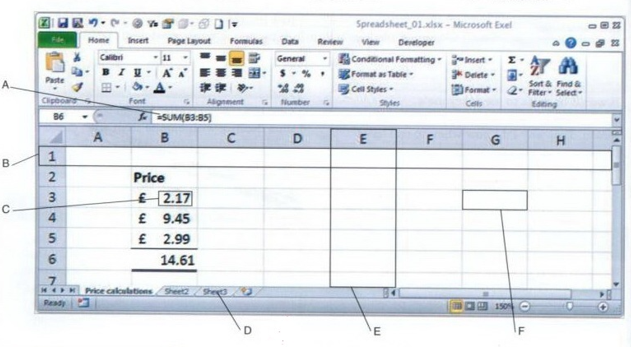 Spreadsheet_01.xlsx - Microsoft Exel
File Home Insert Page Layout Formulas Data Review View Developer
Calibri 11 General Conditional Formatting Insert Σ
Paste B I U A A $ % , Format as Table Delete Sort & Filter Find & Select
Cell Styles Format
Clipboard Font Alignment Number Styles Cells Editing
A
B6 fx =SUM(B3:B5)
A B C D E F G H
B
1
2 Price
C
3 £ 2.17
4 £ 9.45
5 £ 2.99
6 14.61
7
Price calculations Sheet2 Sheet3
Ready 150%
D E F